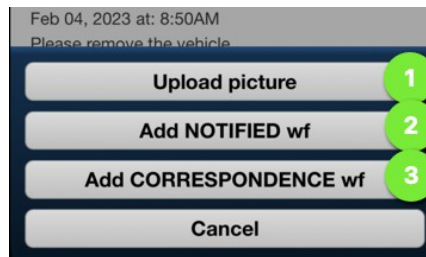 Feb 04, 2023 at: 8:50AM
Please remove the vehicle
Upload picture 1
Add NOTIFIED wf 2
Add CORRESPONDENCE wf 3
Cancel